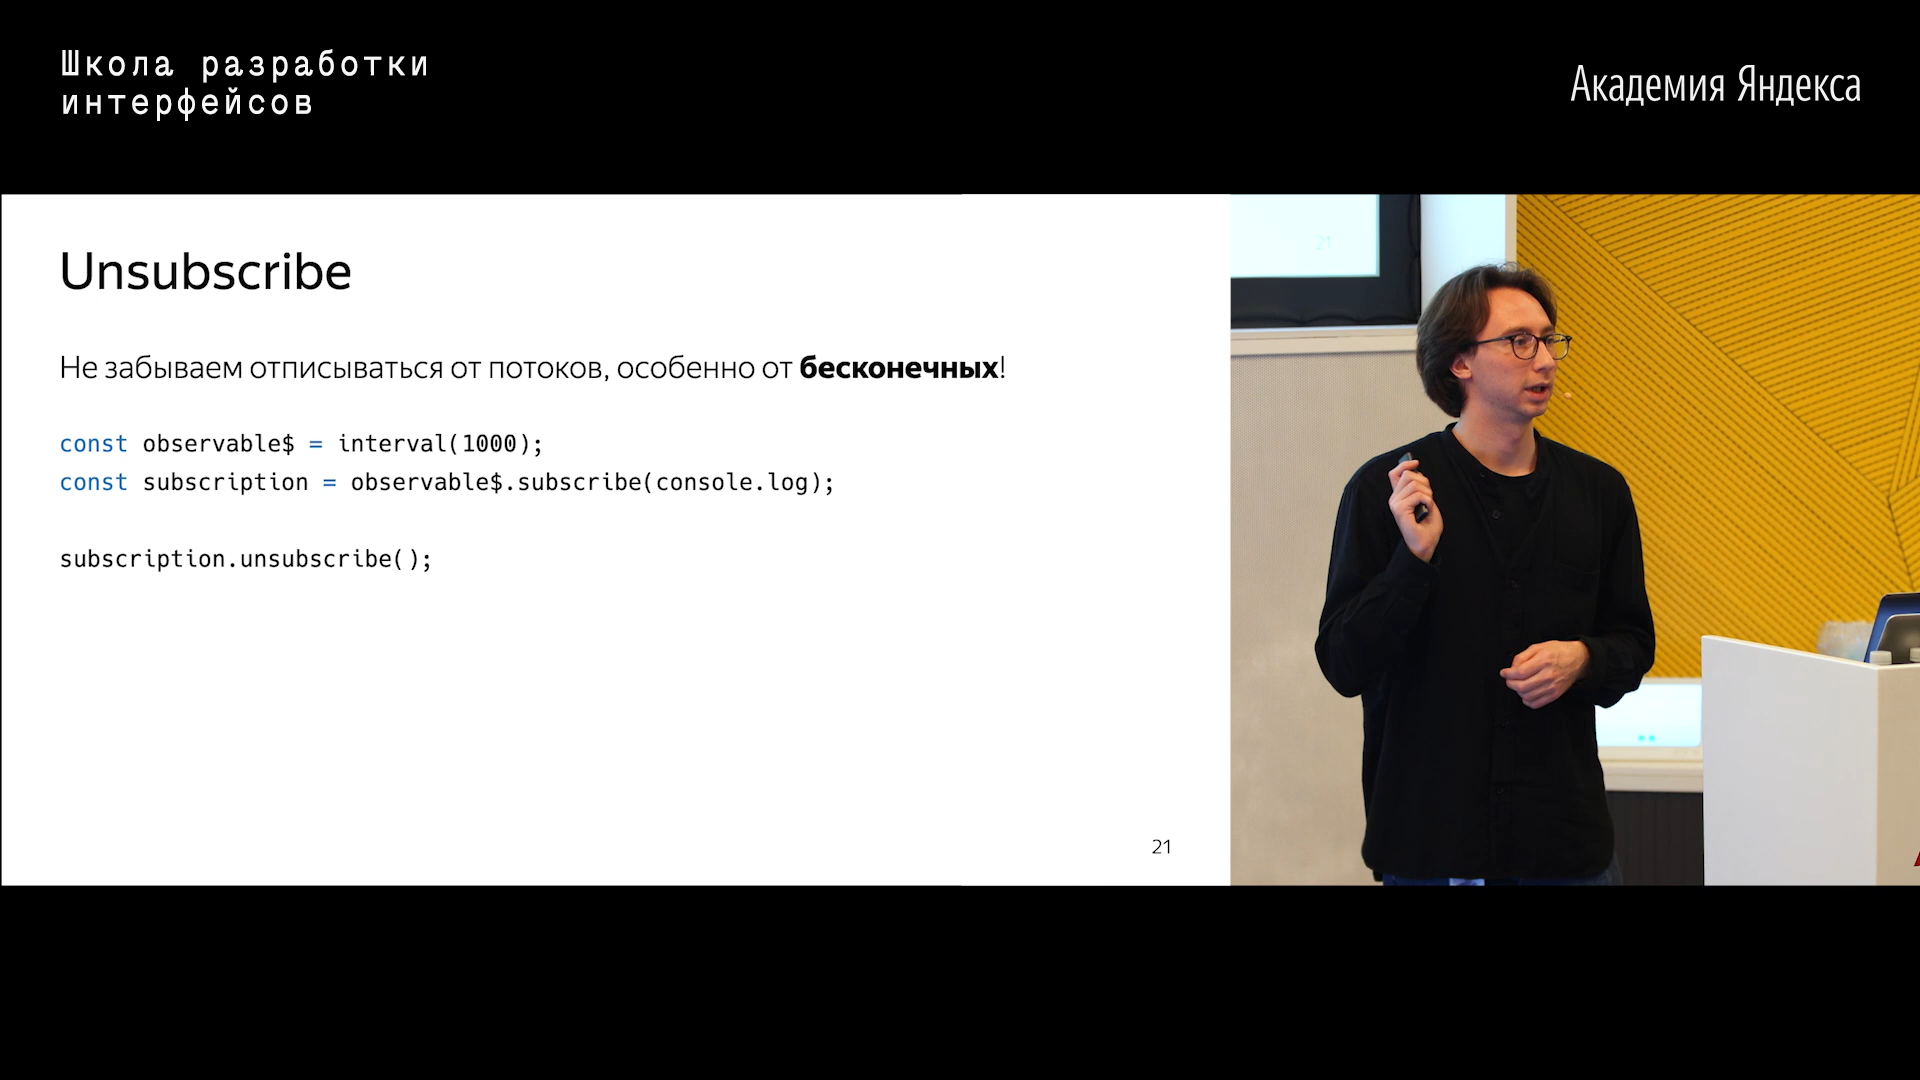 Школа разработки
интерфейсов
Академия Яндекса
Unsubscribe
Не забываем отписываться от потоков, особенно от бесконечных!
const observable$ = interval(1000);
const subscription = observable$.subscribe(console.log);
subscription.unsubscribe();
21
21